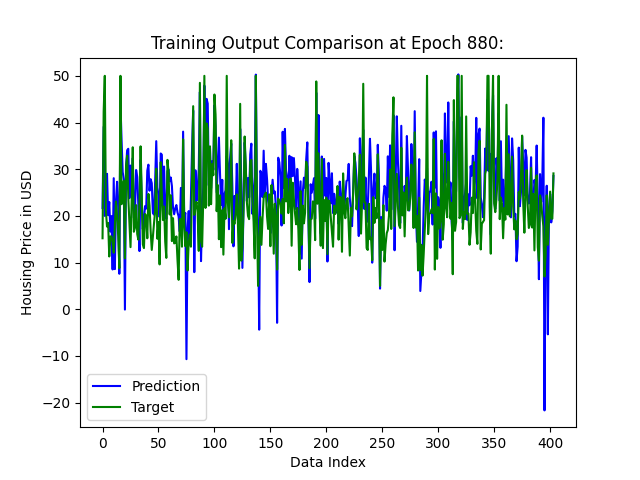 Training Output Comparison at Epoch 880:
Housing Price in USD
50
40
30
20
10
0
−10
−20
Prediction
Target
0 50 100 150 200 250 300 350 400
Data Index